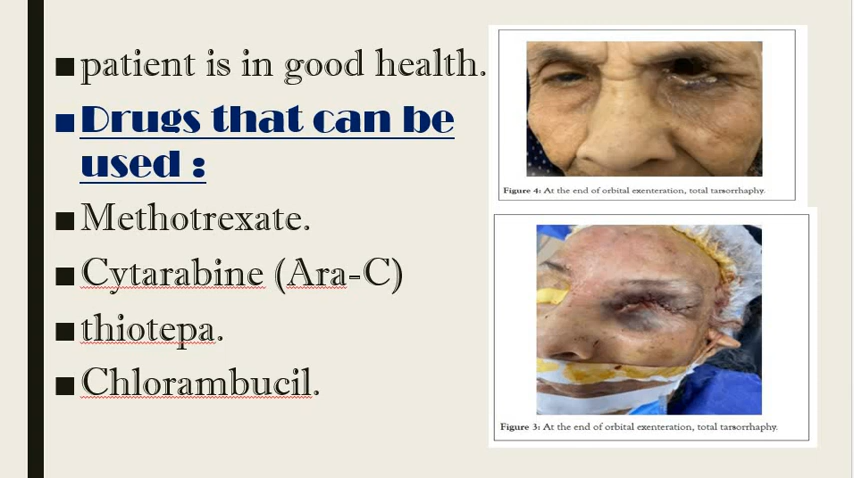 patient is in good health.
Drugs that can be
used :
Methotrexate.
Cytarabine (Ara-C)
thiotepa.
Chlorambucil.
Figure 4: At the end of orbital exenteration, total tarsorrhaphy.
Figure 3: At the end of orbital exenteration, total tarsorrhaphy.